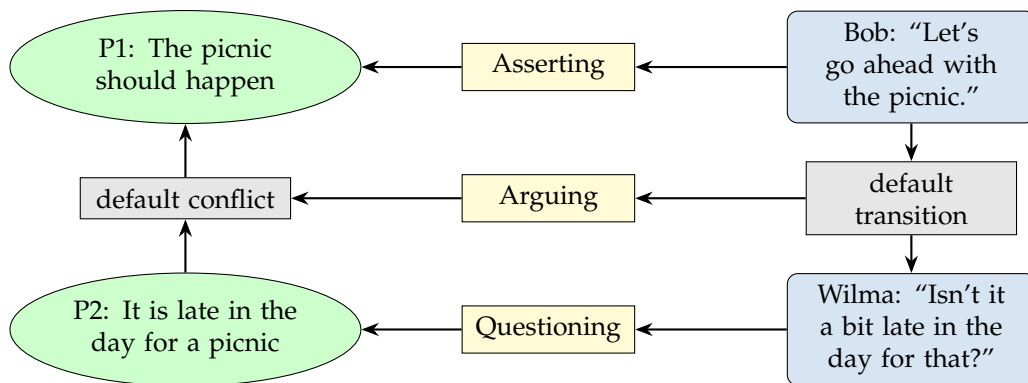 P1: The picnic
should happen
Asserting
Bob: “Let's
go ahead with
the picnic.”
default conflict
Arguing
default
transition
P2: It is late in the
day for a picnic
Questioning
Wilma: “Isn't it
a bit late in the
day for that?”